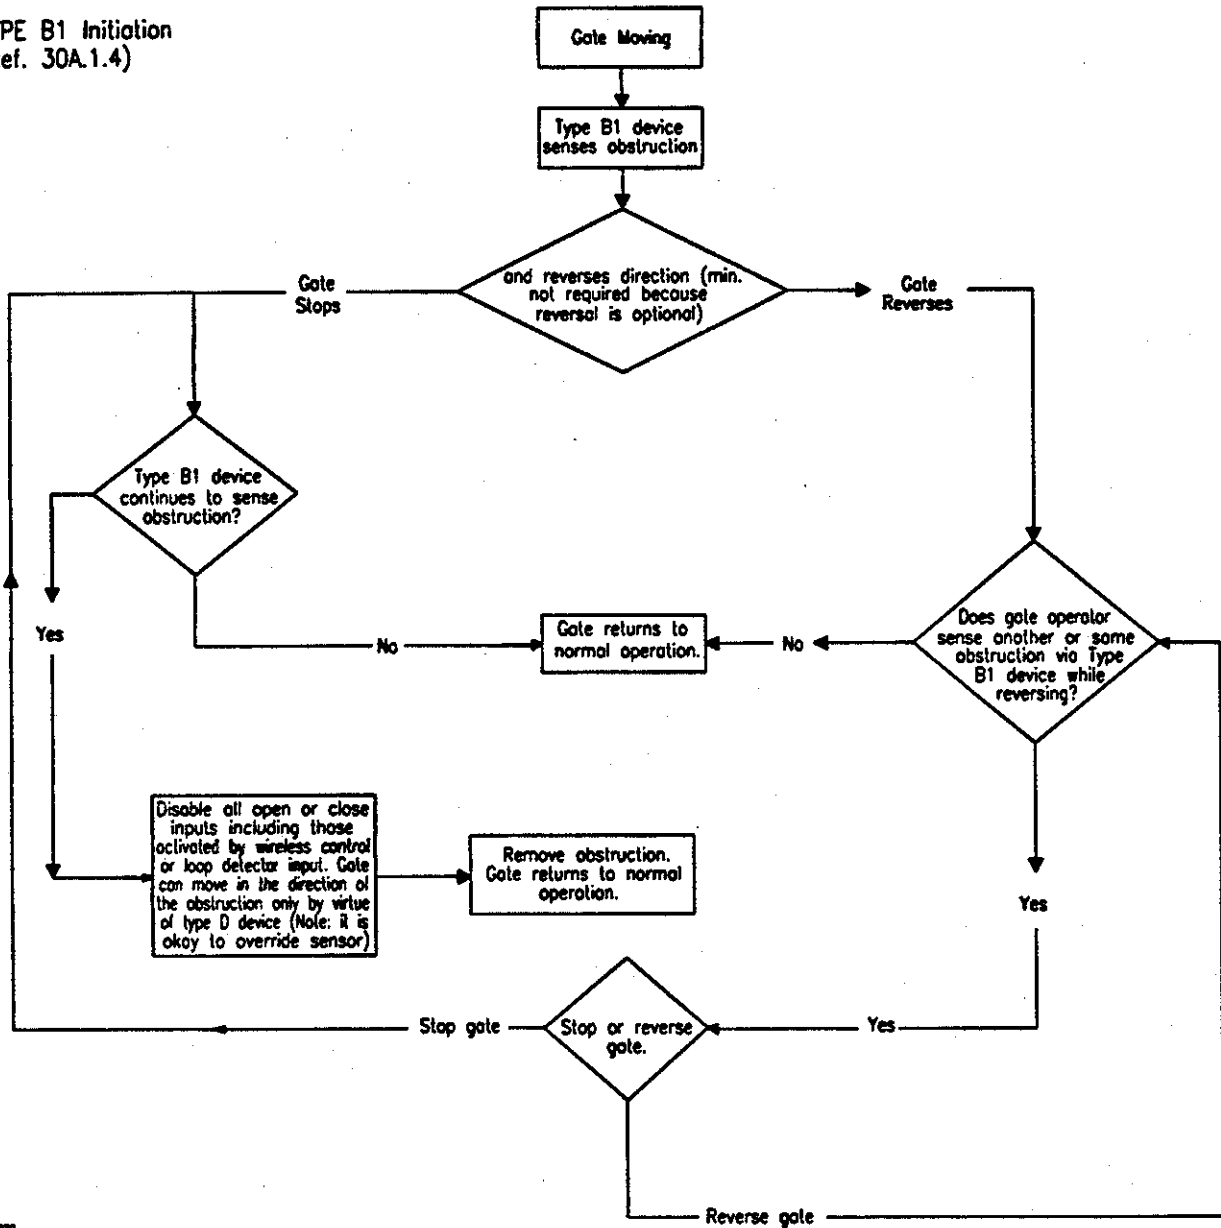 PE B1 Initiation
ef. 30A.1.4)
Gate Moving
Type B1 device
senses obstruction
and reverses direction (min.
not required because
reversal is optional)
Gate
Stops
Gate
Reverses
Type B1 device
continues to sense
obstruction?
Yes
No
Gate returns to
normal operation.
No
Does gate operator
sense another or same
obstruction via Type
B1 device while
reversing?
Disable all open or close
inputs including those
activated by wireless control
or loop detector input. Gate
can move in the direction of
the obstruction only by virtue
of type D device (Note: it is
okay to override sensor)
Remove obstruction.
Gate returns to normal
operation.
Yes
Stop gate
Stop or reverse
gate.
Yes
Reverse gate